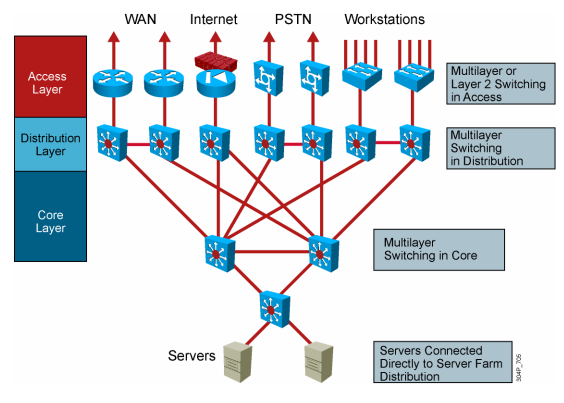 WAN
Internet
PSTN
Workstations
Access
Layer
Multilayer or
Layer 2 Switching
in Access
Distribution
Layer
Multilayer
Switching
in Distribution
Core
Layer
Multilayer
Switching in Core
Servers
Servers Connected
Directly to Server Farm
Distribution
304P_705